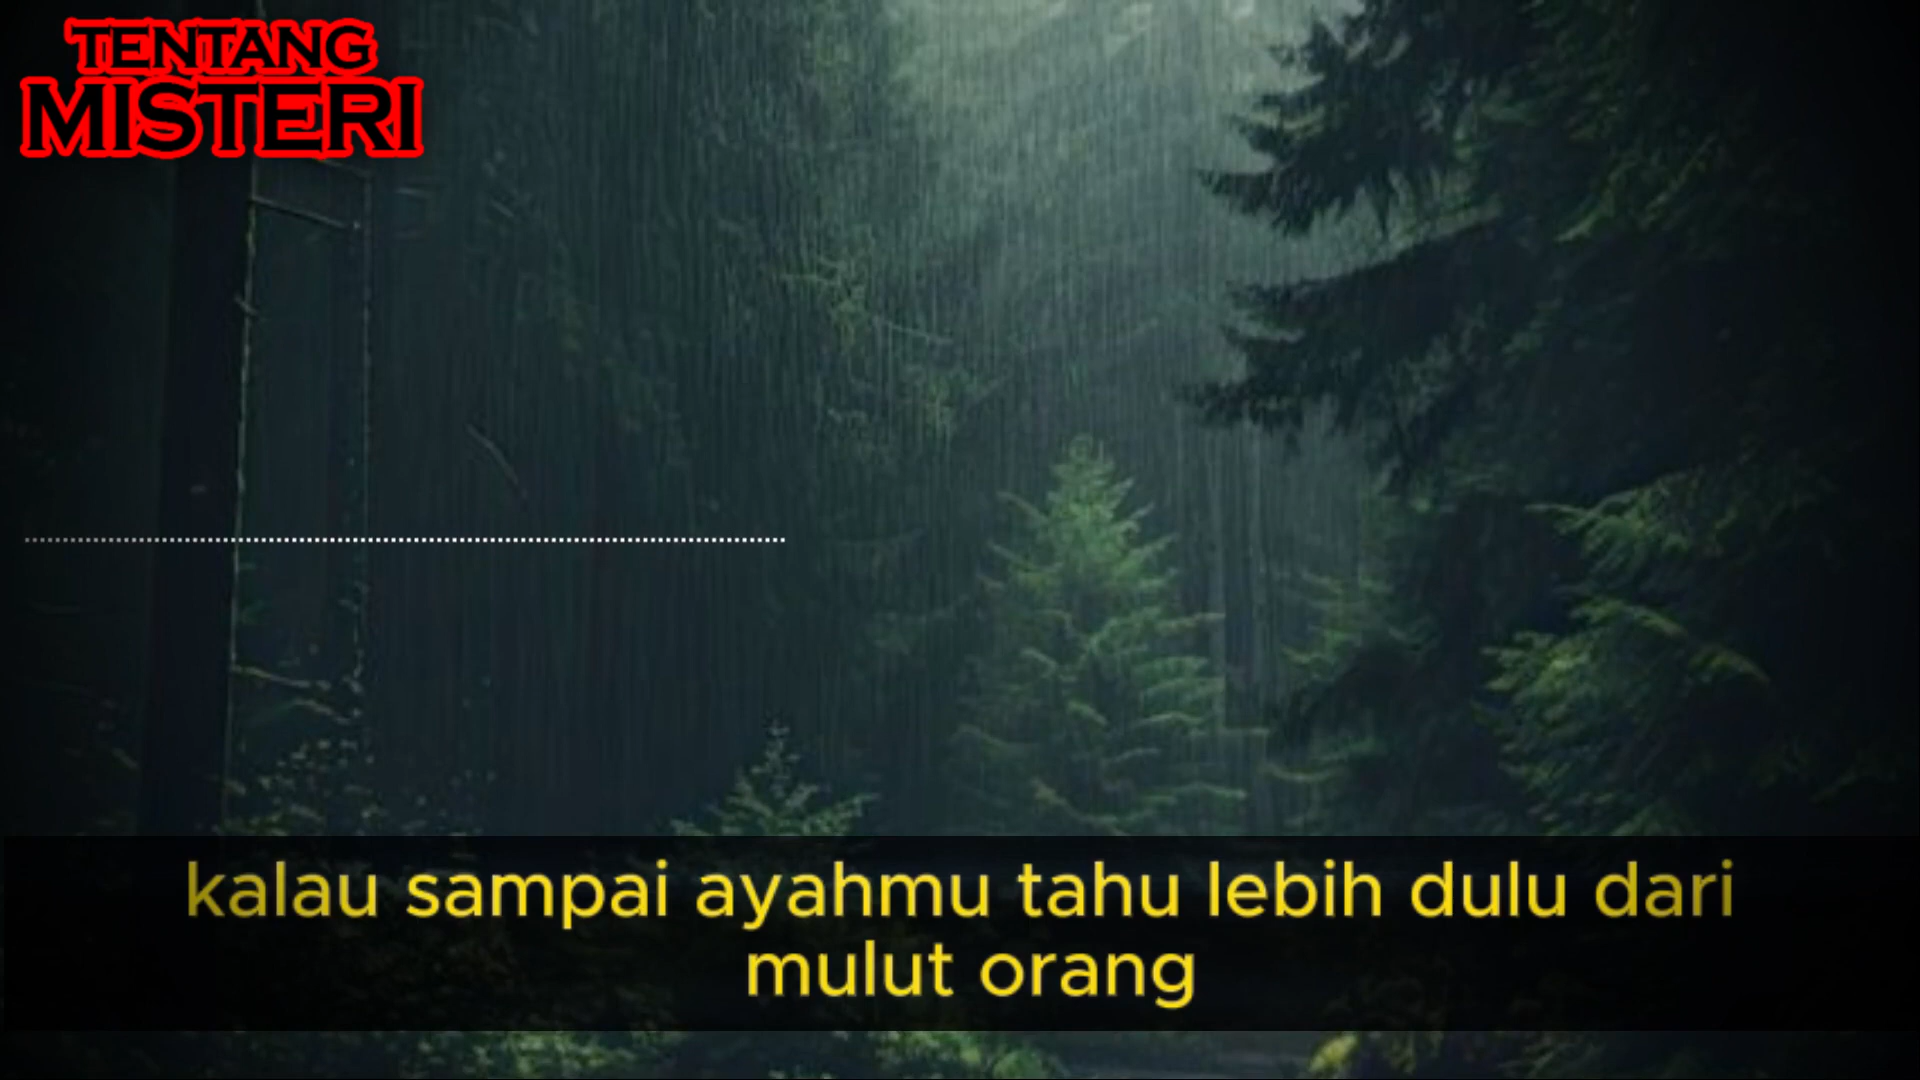 TENTANG
MISTERI
kalau sampai ayahmu tahu lebih dulu dari
mulut orang